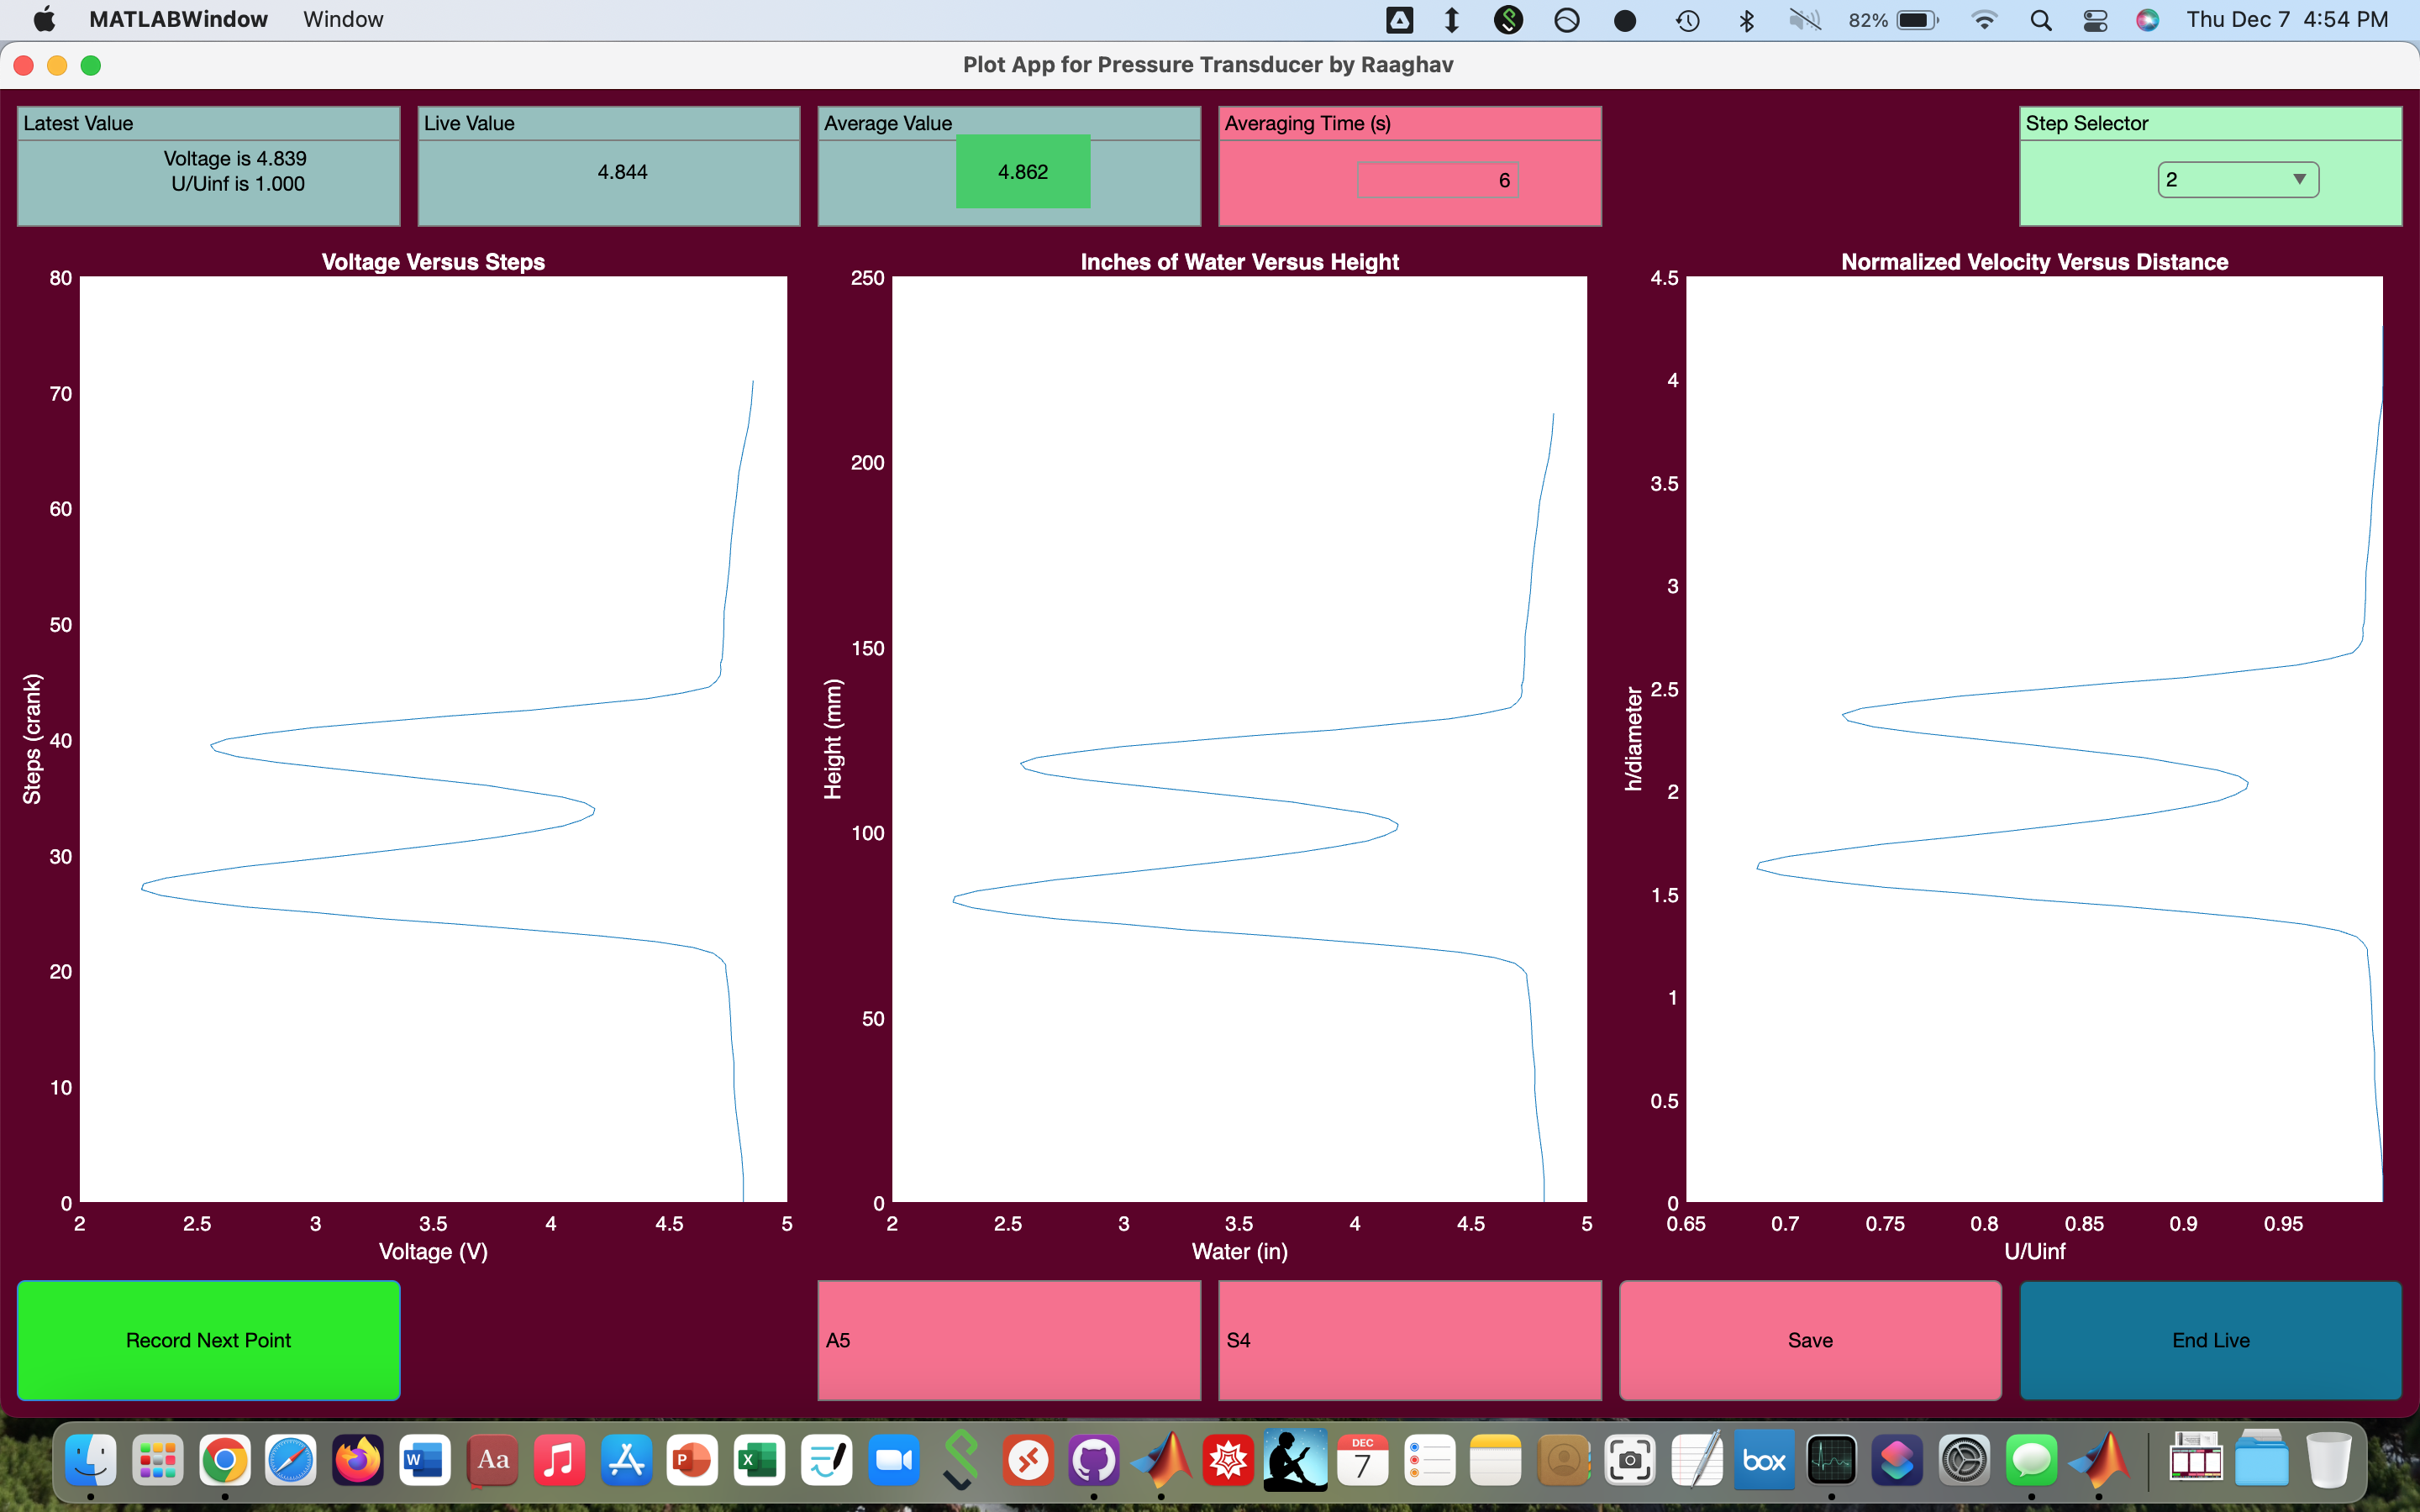 MATLABWindow Window 82% Thu Dec 7 4:54 PM
Plot App for Pressure Transducer by Raaghav
Latest Value
Voltage is 4.839
U/Uinf is 1.000
Live Value
4.844
Average Value
4.862
Averaging Time (s)
6
Step Selector
2
Voltage Versus Steps
80
70
60
50
40
30
20
10
0
Steps (crank)
2 2.5 3 3.5 4 4.5 5
Voltage (V)
Inches of Water Versus Height
250
200
150
100
50
0
Height (mm)
2 2.5 3 3.5 4 4.5 5
Water (in)
Normalized Velocity Versus Distance
4.5
4
3.5
3
2.5
2
1.5
1
0.5
0
h/diameter
0.65 0.7 0.75 0.8 0.85 0.9 0.95
U/Uinf
Record Next Point
A5
S4
Save
End Live
W
Aa
P
X
DEC
7
box